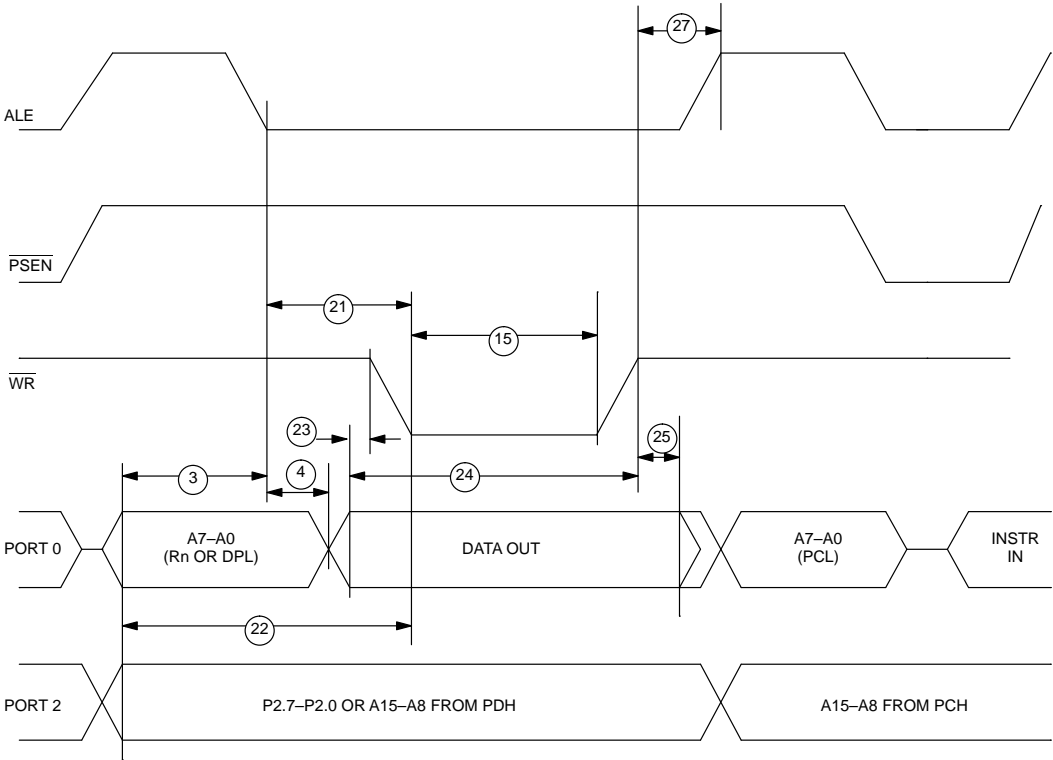 27
ALE
PSEN
21
15
WR
23
25
3
4
24
PORT 0
A7–A0
(Rn OR DPL)
DATA OUT
A7–A0
(PCL)
INSTR
IN
22
PORT 2
P2.7–P2.0 OR A15–A8 FROM PDH
A15–A8 FROM PCH